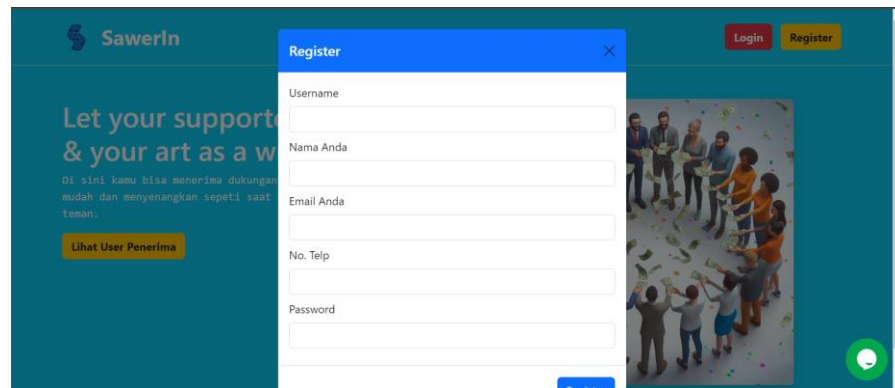 SawerIn
Login
Register
Register
Username
Let your supporte
& your art as a w
Nama Anda
Di sini kamu bisa menerima dukungan
mudah dan menyenangkan sepeti saat
teman.
Email Anda
Lihat User Penerima
No. Telp
Password